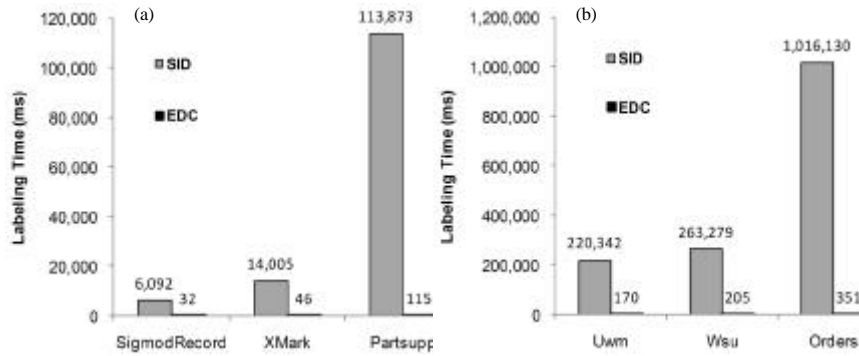 (a)
120,000
100,000
80,000
60,000
40,000
20,000
0
Labeling Time (ms)
SID
EDC
6,092
32
14,005
46
113,873
115
SigmodRecord XMark Partsupp
(b)
1,200,000
1,000,000
800,000
600,000
400,000
200,000
0
Labeling Time (ms)
SID
EDC
220,342
170
263,279
205
1,016,130
351
Uwm Wsu Orders